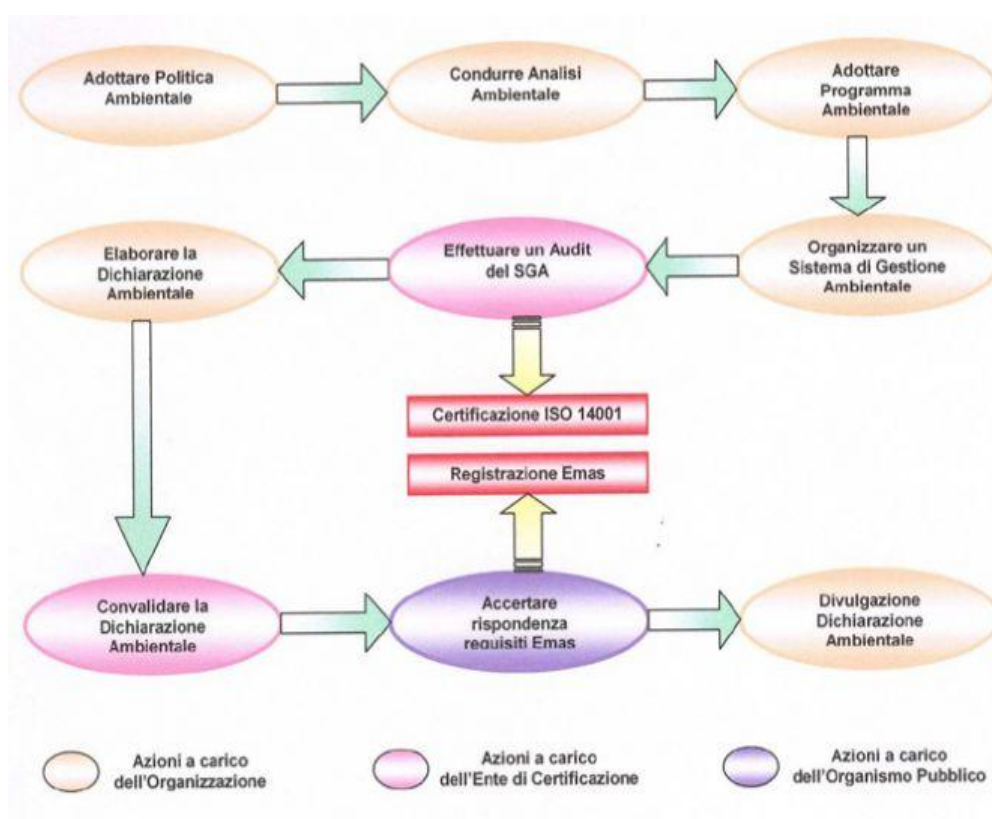 Adottare Politica
Ambientale
Condurre Analisi
Ambientale
Adottare
Programma
Ambientale
Elaborare la
Dichiarazione
Ambientale
Effettuare un Audit
del SGA
Organizzare un
Sistema di Gestione
Ambientale
Certificazione ISO 14001
Registrazione Emas
Convalidare la
Dichiarazione
Ambientale
Accertare
rispondenza
requisiti Emas
Divulgazione
Dichiarazione
Ambientale
Azioni a carico
dell'Organizzazione
Azioni a carico
dell'Ente di Certificazione
Azioni a carico
dell'Organismo Pubblico